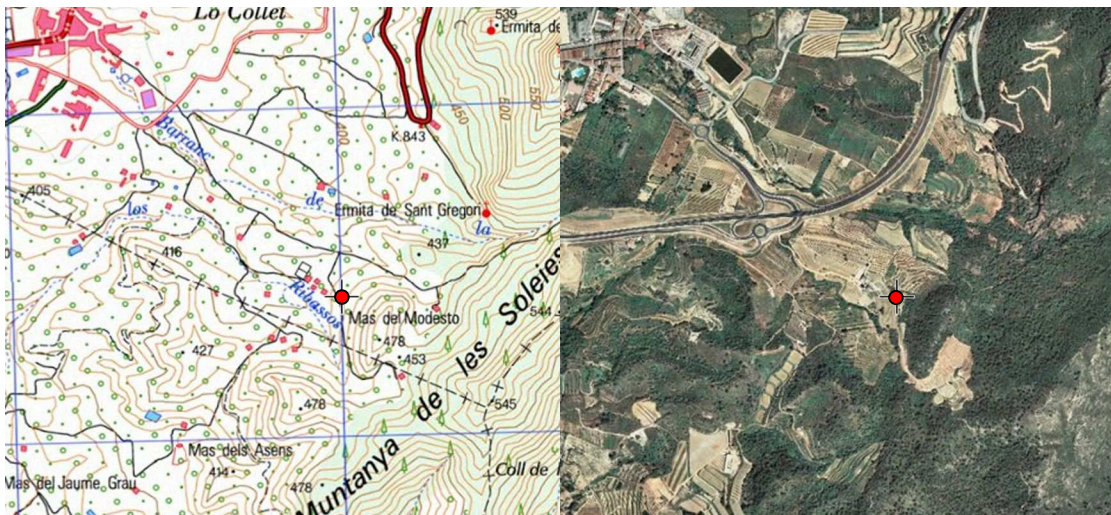 Lo Collet
539
Ermita de
550
500
450
400
K.843
Barranc
405
los
de
Ermita de Sant Gregori
la
437
416
Ribassos
Mas del Modesto
Soleies
544
478
453
427
les
545
de
478
Mas dels Asens
414
Coll de
Mas del Jaume Grau
478
Muntanya